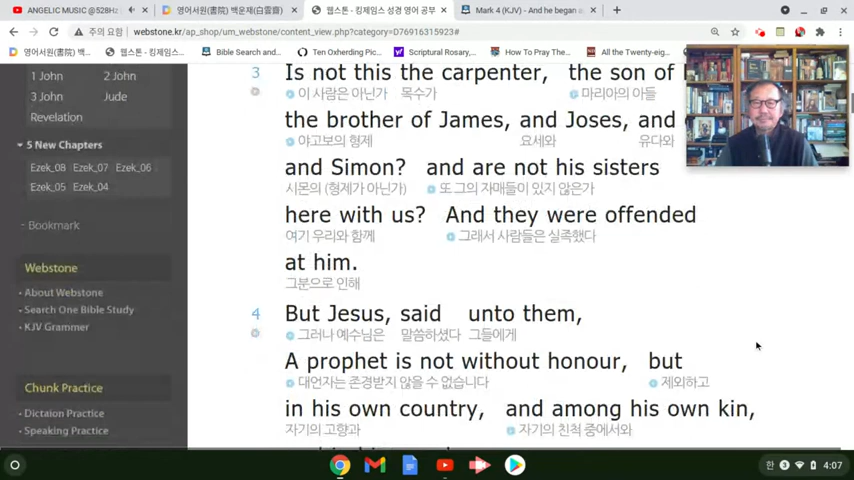 ANGELIC MUSIC @528Hz
영어서원(書院) 백운재(白雲齋)
웹스톤 - 킹제임스 성경 영어 공부
Mark 4 (KJV) - And he began
주의 요함
webstone.kr/ap_shop/um_webstone/content_view.php?category=D76916315923
영어서원(書院) 백운재(白雲
웹스톤 - 킹제임스
Bible Search and
Ten Oxherding Pic...
Scriptural Rosary,...
How To Pray The...
All the Twenty-eig...
1 John 2 John
3 John Jude
Revelation
5 New Chapters
Ezek_08 Ezek_07 Ezek_06
Ezek_05 Ezek_04
- Bookmark
Webstone
About Webstone
Search One Bible Study
KJV Grammer
Chunk Practice
Dictaion Practice
Speaking Practice
3 Is not this the carpenter, the son of
이 사람은 아닌가 목수가 마리아의 아들
the brother of James, and Joses, and
야고보의 형제 요세와 유다와
and Simon? and are not his sisters
시몬의 (형제가 아닌가) 또 그의 자매들이 있지 않은가
here with us? And they were offended
여기 우리와 함께 그래서 사람들은 실족했다
at him.
그분으로 인해
4 But Jesus, said unto them,
그러나 예수님은 말씀하셨다 그들에게
A prophet is not without honour, but
대언자는 존경받지 않을 수 없습니다 제외하고
in his own country, and among his own kin,
자기의 고향과 자기의 친척 중에서와
한 3 4:07